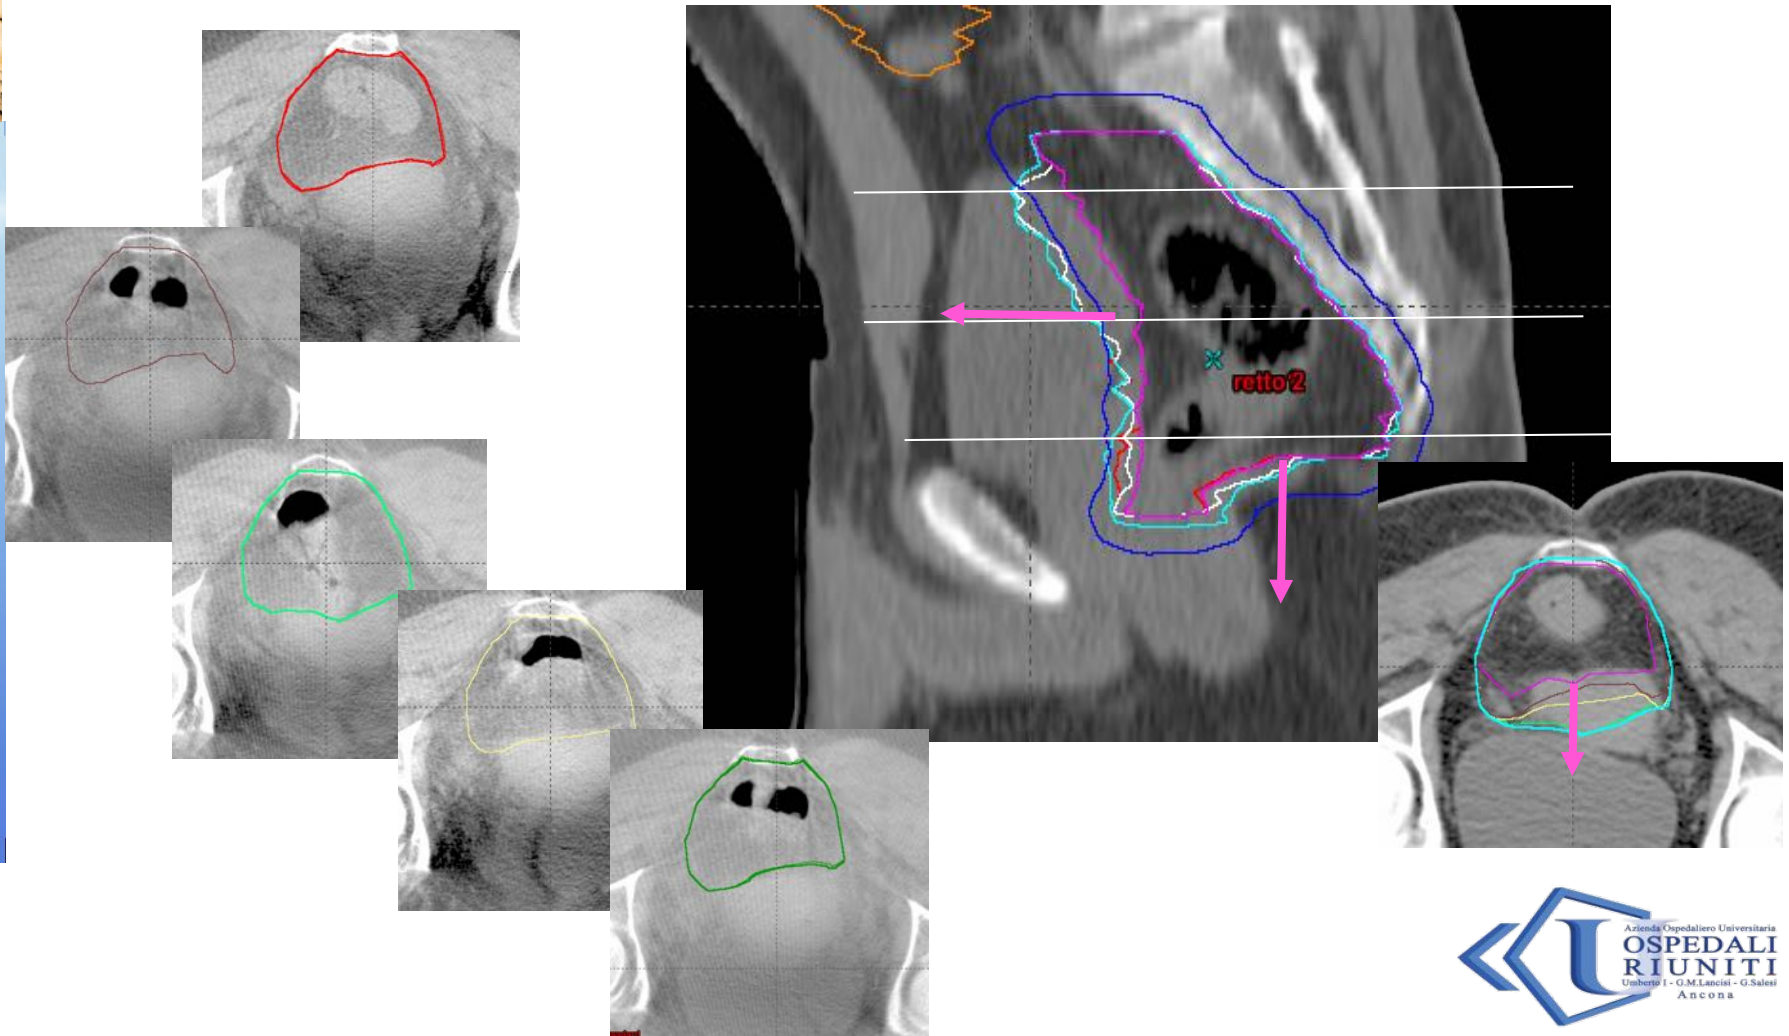 retto 2
Azienda Ospedaliero Universitaria
OSPEDALI
RIUNITI
Umberto I - G.M.Lancisi - G.Salesi
Ancona